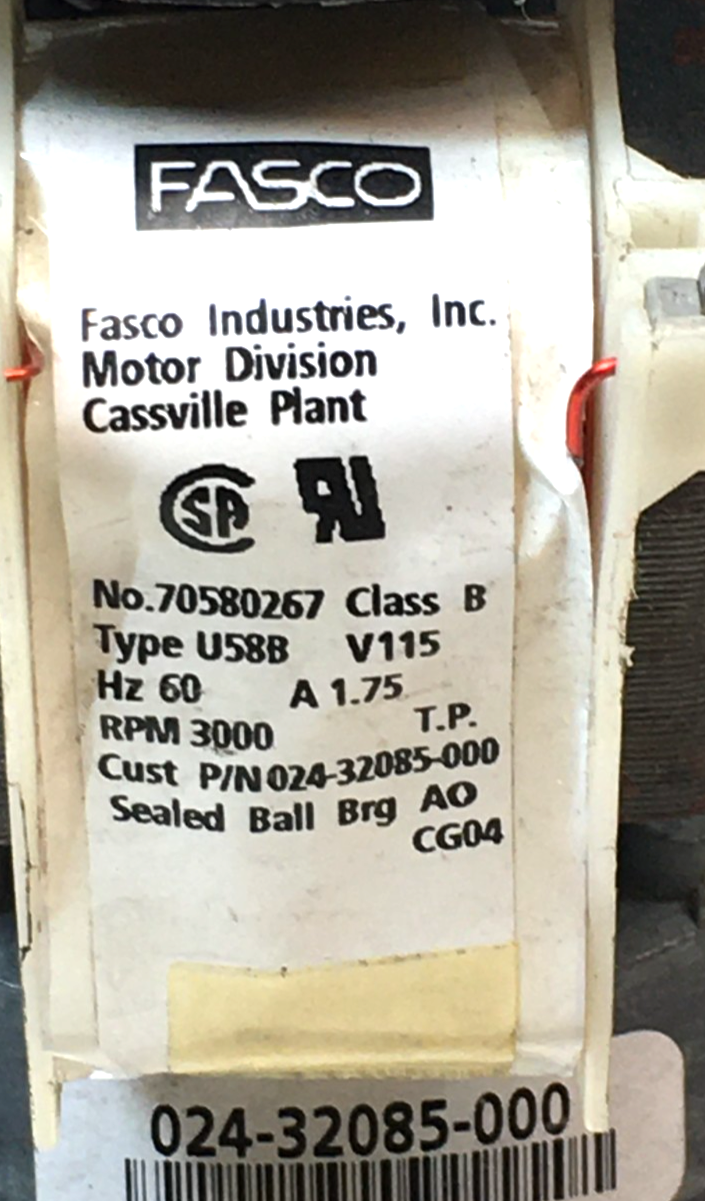 FASCO
Fasco Industries, Inc.
Motor Division
Cassville Plant
No.70580267 Class B
Type U58B V115
Hz 60 A 1.75
RPM 3000 T.P.
Cust P/N 024-32085-000
Sealed Ball Brg AO
CG04
024-32085-000